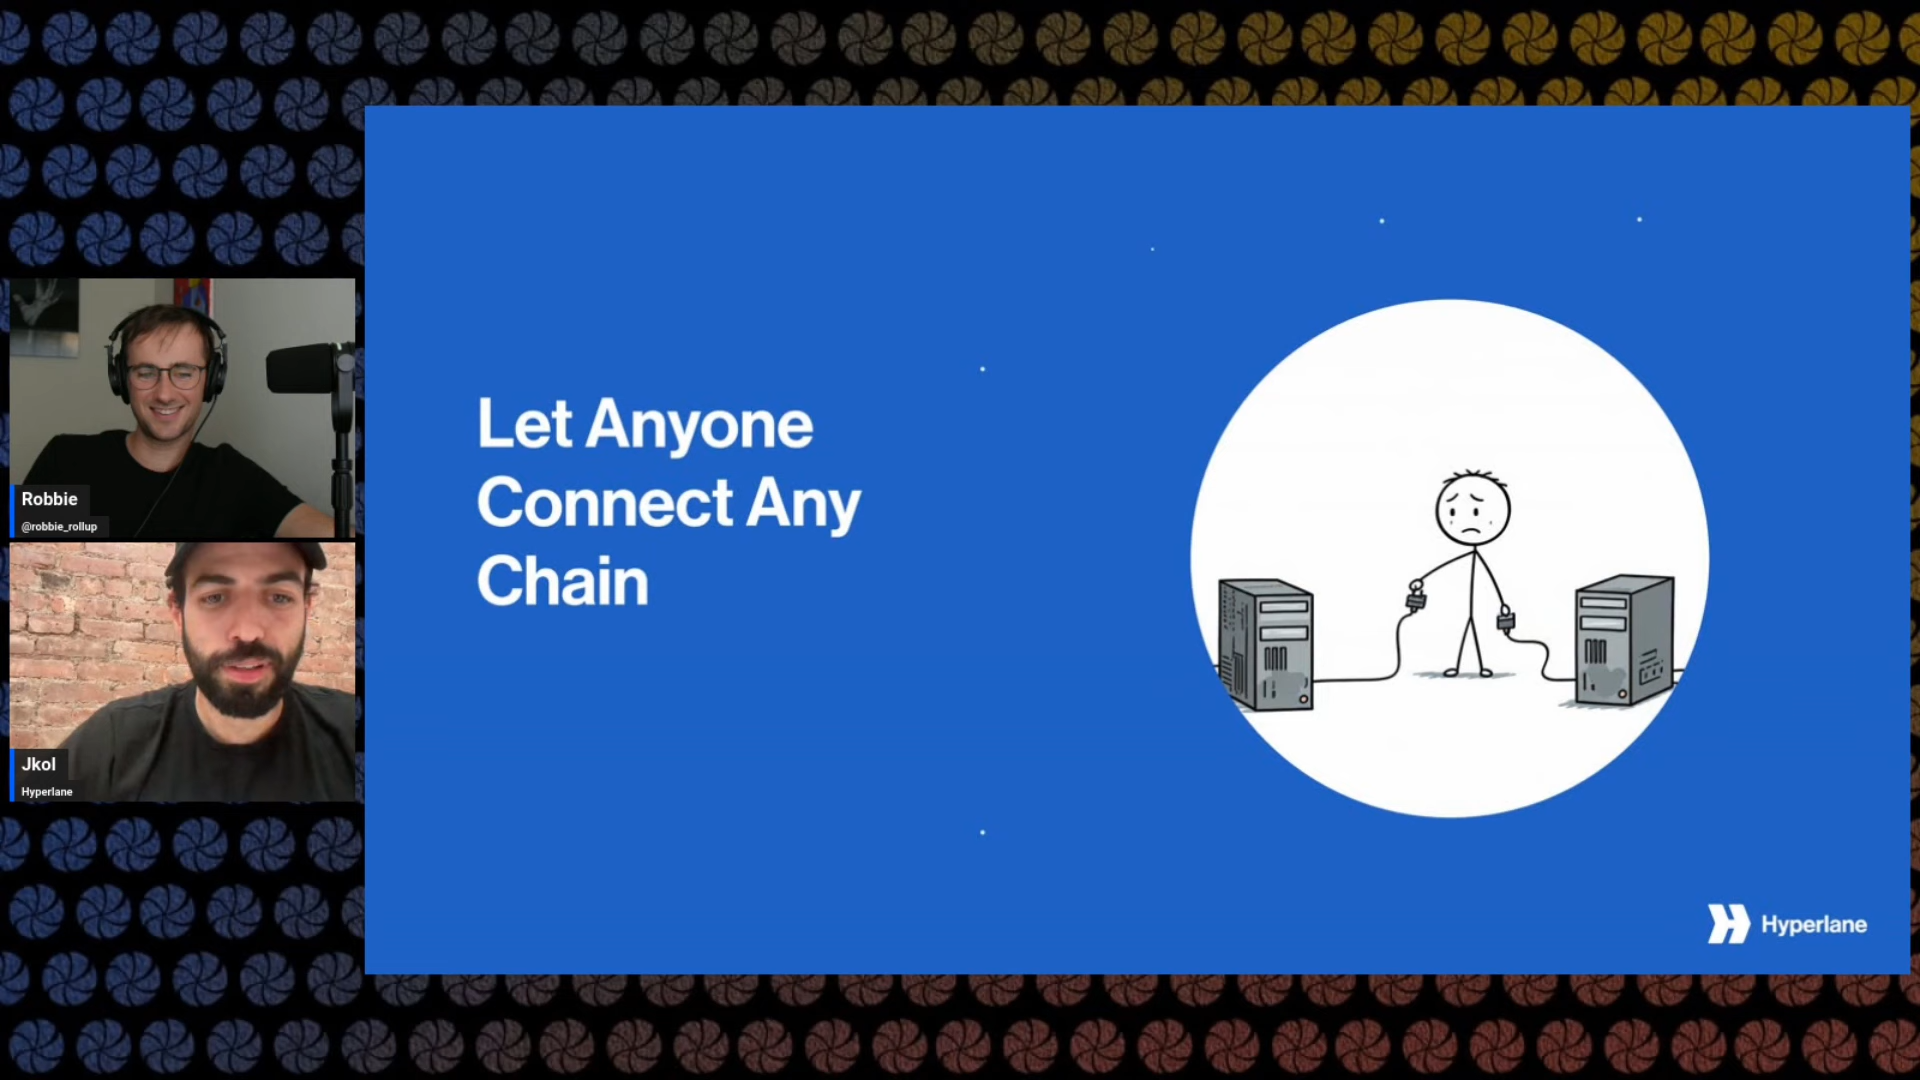 Let Anyone
Connect Any
Chain
Robbie
@robbie_rollup
Jkol
Hyperlane
Hyperlane